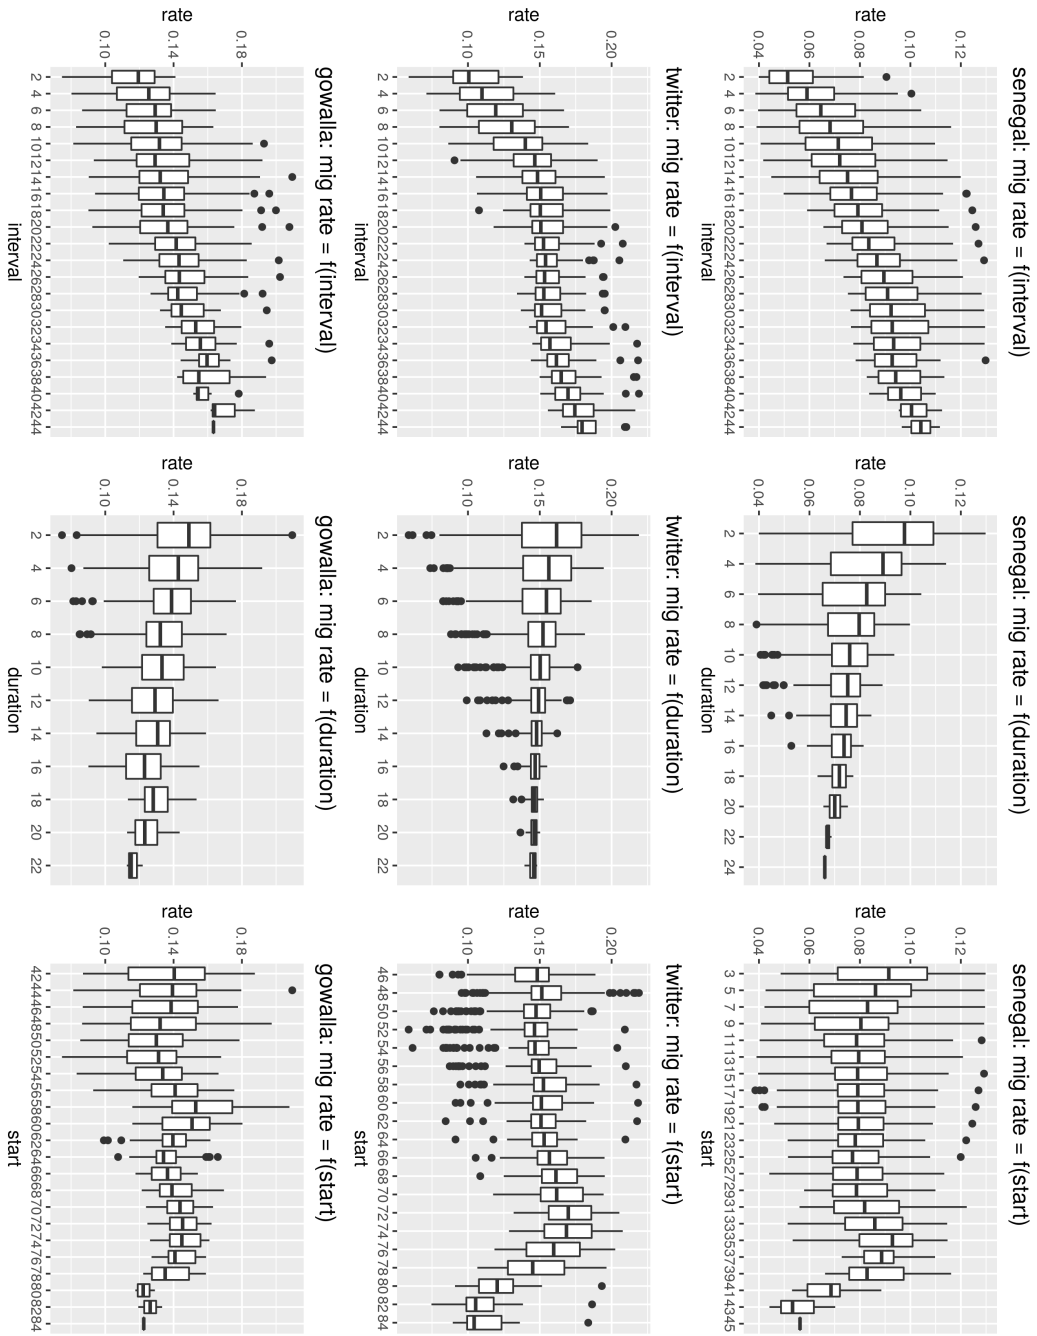 senegal: mig rate = f(interval)
rate
0.04 0.06 0.08 0.10 0.12
2 4 6 8 10 12 14 16 18 20 22 24 26 28 30 32 34 36 38 40 42 44
interval
senegal: mig rate = f(duration)
rate
0.04 0.06 0.08 0.10 0.12
2 4 6 8 10 12 14 16 18 20 22 24
duration
senegal: mig rate = f(start)
rate
0.04 0.06 0.08 0.10 0.12
3 5 7 9 11 13 15 17 19 21 23 25 27 29 31 33 35 37 39 41 43 45
start
twitter: mig rate = f(interval)
rate
0.10 0.15 0.20
2 4 6 8 10 12 14 16 18 20 22 24 26 28 30 32 34 36 38 40 42 44
interval
twitter: mig rate = f(duration)
rate
0.10 0.15 0.20
2 4 6 8 10 12 14 16 18 20 22
duration
twitter: mig rate = f(start)
rate
0.10 0.15 0.20
46 48 50 52 54 56 58 60 62 64 66 68 70 72 74 76 78 80 82 84
start
gowalla: mig rate = f(interval)
rate
0.10 0.14 0.18
2 4 6 8 10 12 14 16 18 20 22 24 26 28 30 32 34 36 38 40 42 44
interval
gowalla: mig rate = f(duration)
rate
0.10 0.14 0.18
2 4 6 8 10 12 14 16 18 20 22
duration
gowalla: mig rate = f(start)
rate
0.10 0.14 0.18
42 44 46 48 50 52 54 56 58 60 62 64 66 68 70 72 74 76 78 80 82 84
start